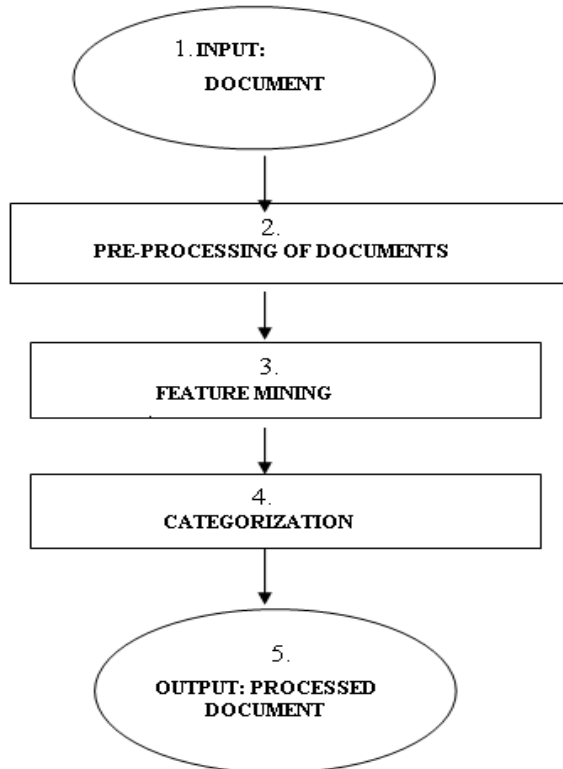 1. INPUT:
DOCUMENT
2.
PRE-PROCESSING OF DOCUMENTS
3.
FEATURE MINING
4.
CATEGORIZATION
5.
OUTPUT: PROCESSED
DOCUMENT